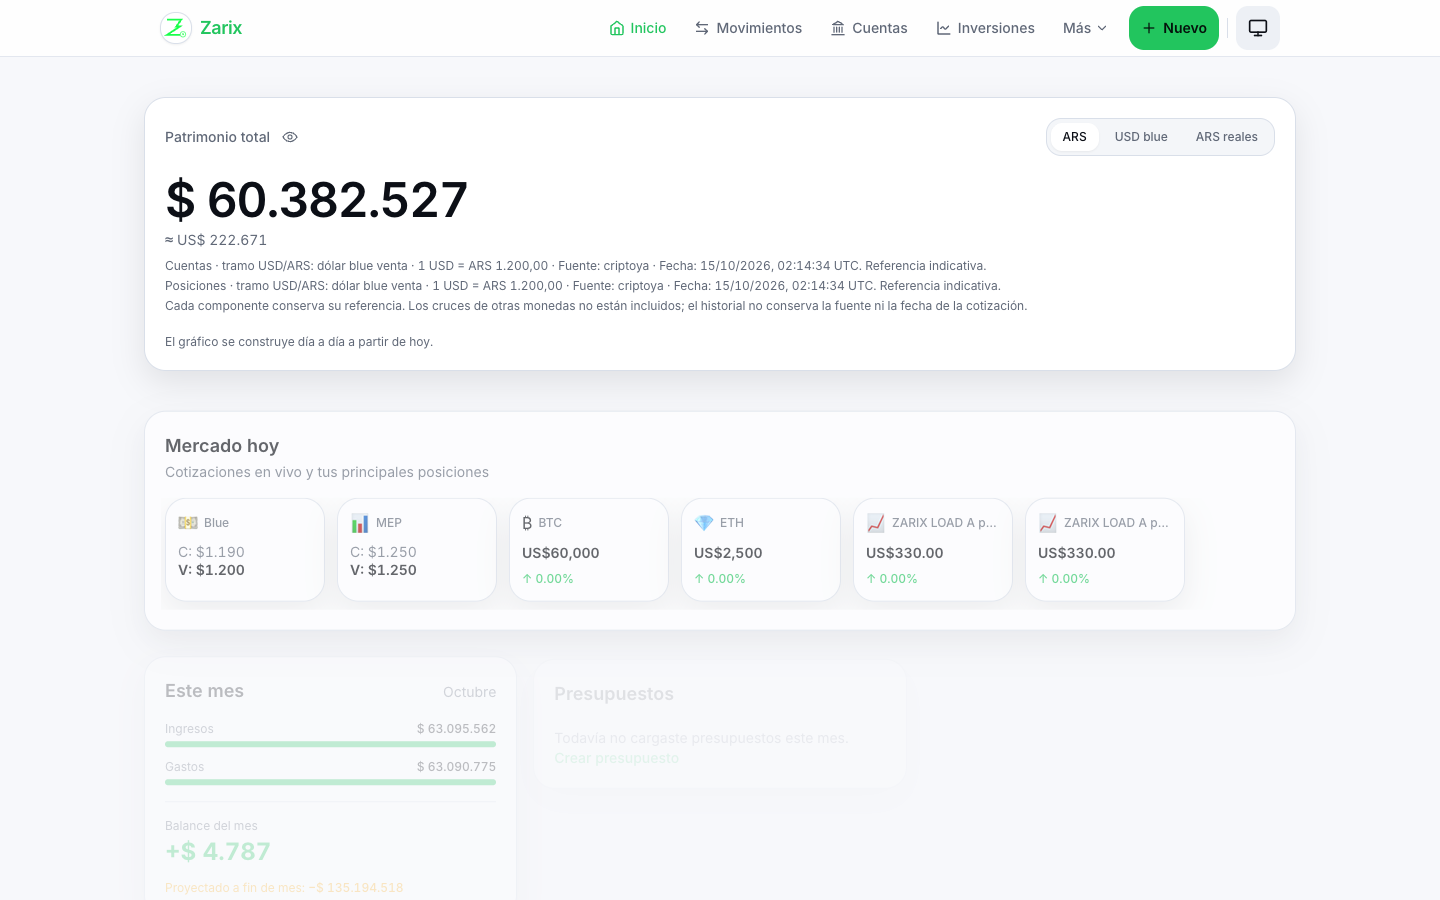 Zarix
Inicio
Movimientos
Cuentas
Inversiones
Más
Nuevo
Patrimonio total
ARS
USD blue
ARS reales
$ 60.382.527
≈ US$ 222.671
Cuentas · tramo USD/ARS: dólar blue venta · 1 USD = ARS 1.200,00 · Fuente: criptoya · Fecha: 15/10/2026, 02:14:34 UTC. Referencia indicativa.
Posiciones · tramo USD/ARS: dólar blue venta · 1 USD = ARS 1.200,00 · Fuente: criptoya · Fecha: 15/10/2026, 02:14:34 UTC. Referencia indicativa.
Cada componente conserva su referencia. Los cruces de otras monedas no están incluidos; el historial no conserva la fuente ni la fecha de la cotización.
El gráfico se construye día a día a partir de hoy.
Mercado hoy
Cotizaciones en vivo y tus principales posiciones
Blue
C: $1.190
V: $1.200
MEP
C: $1.250
V: $1.250
₿ BTC
US$60,000
↑ 0.00%
ETH
US$2,500
↑ 0.00%
ZARIX LOAD A p...
US$330.00
↑ 0.00%
ZARIX LOAD A p...
US$330.00
↑ 0.00%
Este mes
Octubre
Ingresos
$ 63.095.562
Gastos
$ 63.090.775
Balance del mes
+$ 4.787
Proyectado a fin de mes: −$ 135.194.518
Presupuestos
Todavía no cargaste presupuestos este mes.
Crear presupuesto